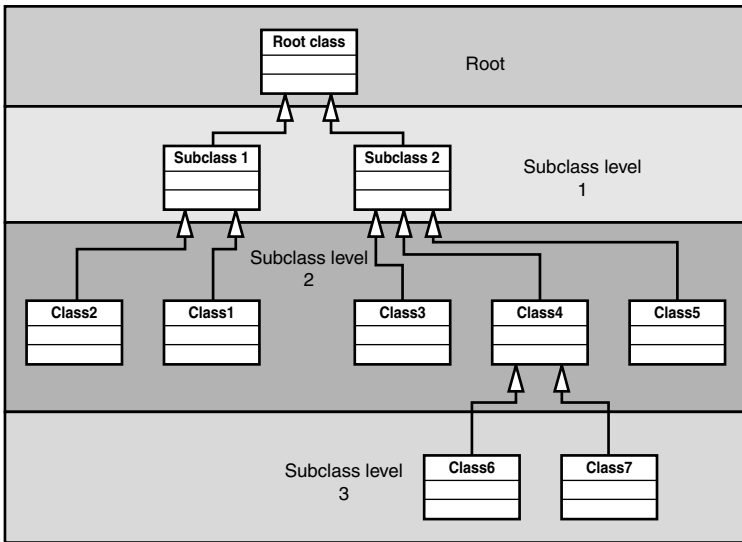 Root class
Root
Subclass 1
Subclass 2
Subclass level
1
Subclass level
2
Class2
Class1
Class3
Class4
Class5
Subclass level
3
Class6
Class7